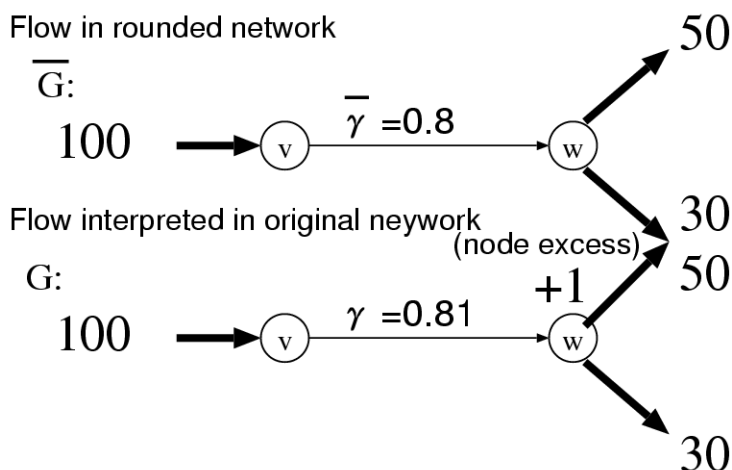 Flow in rounded network
50
G̅:
100
v
γ̅ =0.8
w
30
Flow interpreted in original neywork
(node excess)
50
G:
+1
100
v
γ =0.81
w
30